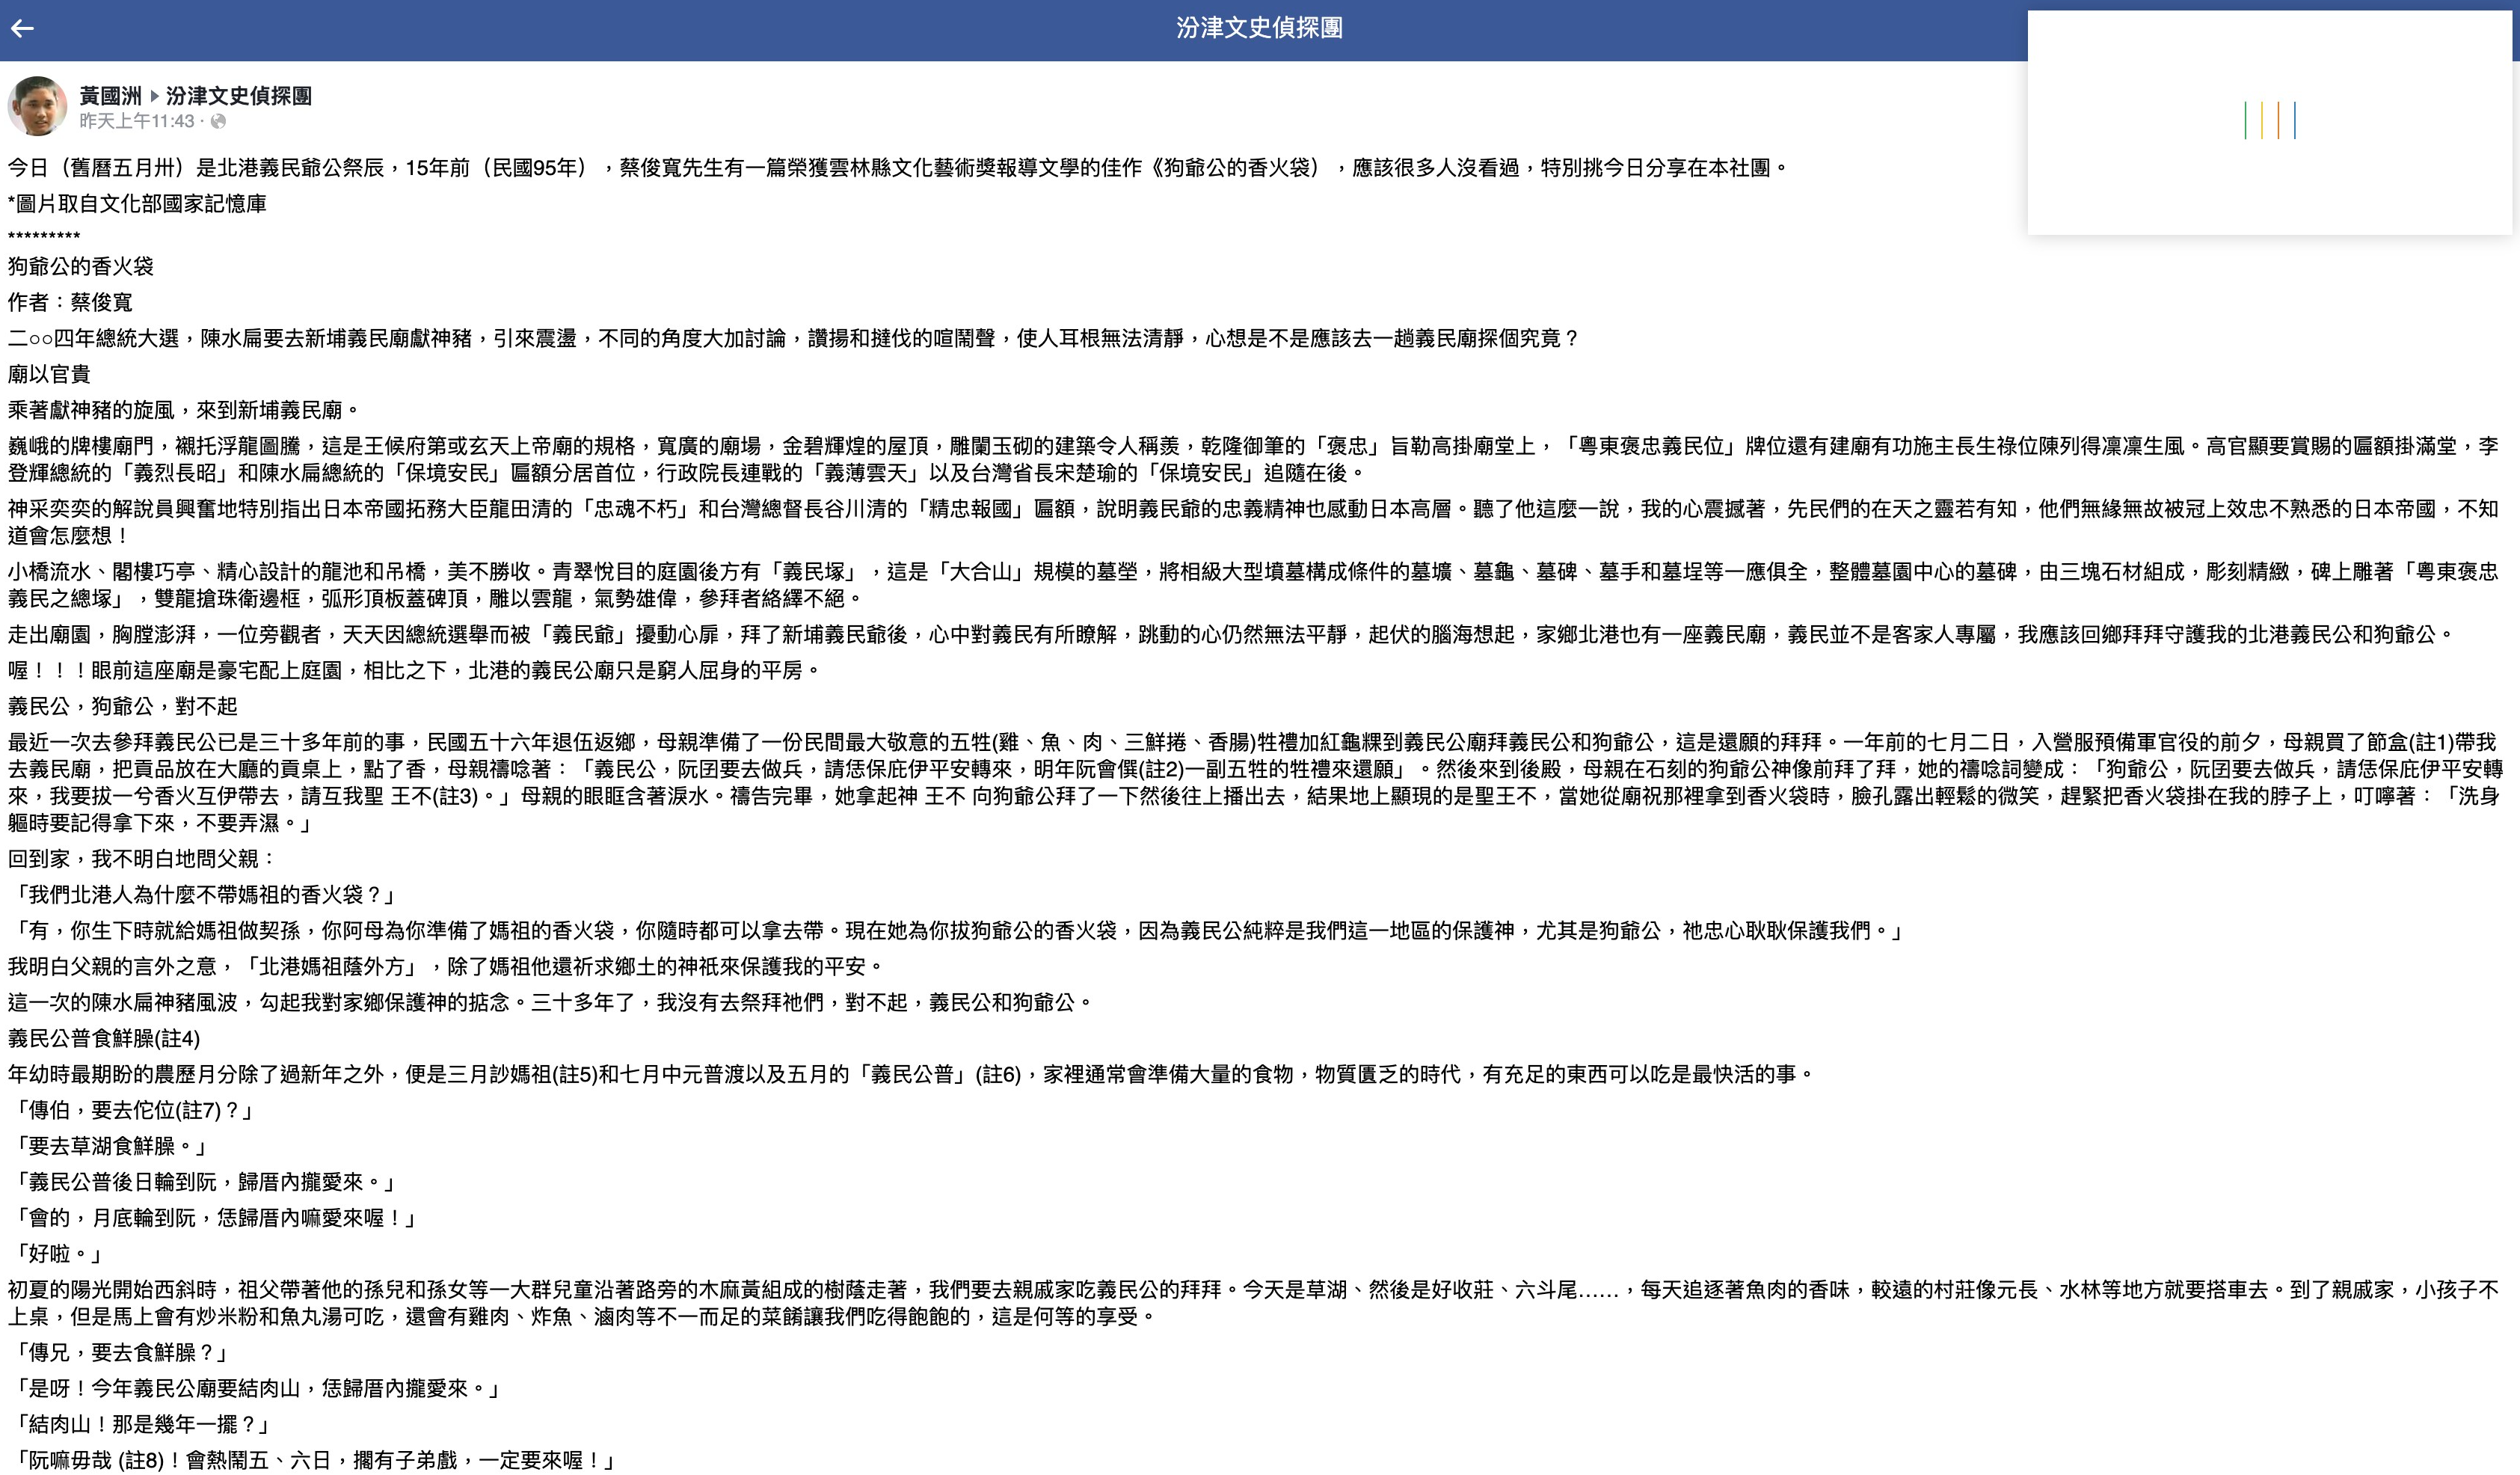 汾津文史偵探團
黃國洲 汾津文史偵探團
昨天上午11:43 ·
今日（舊曆五月卅）是北港義民爺公祭辰，15年前（民國95年），蔡俊寬先生有一篇榮獲雲林縣文化藝術獎報導文學的佳作《狗爺公的香火袋），應該很多人沒看過，特別挑今日分享在本社團。
*圖片取自文化部國家記憶庫
*********
狗爺公的香火袋
作者：蔡俊寬
二○○四年總統大選，陳水扁要去新埔義民廟獻神豬，引來震盪，不同的角度大加討論，讚揚和撻伐的喧鬧聲，使人耳根無法清靜，心想是不是應該去一趟義民廟探個究竟？
廟以官貴
乘著獻神豬的旋風，來到新埔義民廟。
巍峨的牌樓廟門，襯托浮龍圖騰，這是王候府第或玄天上帝廟的規格，寬廣的廟場，金碧輝煌的屋頂，雕闌玉砌的建築令人稱羨，乾隆御筆的「褒忠」旨勒高掛廟堂上，「粵東褒忠義民位」牌位還有建廟有功施主長生祿位陳列得凜凜生風。高官顯要賞賜的匾額掛滿堂，李
登輝總統的「義烈長昭」和陳水扁總統的「保境安民」匾額分居首位，行政院長連戰的「義薄雲天」以及台灣省長宋楚瑜的「保境安民」追隨在後。
神采奕奕的解說員興奮地特別指出日本帝國拓務大臣龍田清的「忠魂不朽」和台灣總督長谷川清的「精忠報國」匾額，說明義民爺的忠義精神也感動日本高層。聽了他這麼一說，我的心震撼著，先民們的在天之靈若有知，他們無緣無故被冠上效忠不熟悉的日本帝國，不知
道會怎麼想！
小橋流水、閣樓巧亭、精心設計的龍池和吊橋，美不勝收。青翠悅目的庭園後方有「義民塚」，這是「大合山」規模的墓塋，將相級大型墳墓構成條件的墓壙、墓龜、墓碑、墓手和墓埕等一應俱全，整體墓園中心的墓碑，由三塊石材組成，彫刻精緻，碑上雕著「粵東褒忠
義民之總塚」，雙龍搶珠衛邊框，弧形頂板蓋碑頂，雕以雲龍，氣勢雄偉，參拜者絡繹不絕。
走出廟園，胸膛澎湃，一位旁觀者，天天因總統選舉而被「義民爺」擾動心扉，拜了新埔義民爺後，心中對義民有所瞭解，跳動的心仍然無法平靜，起伏的腦海想起，家鄉北港也有一座義民廟，義民並不是客家人專屬，我應該回鄉拜拜守護我的北港義民公和狗爺公。
喔！！！眼前這座廟是豪宅配上庭園，相比之下，北港的義民公廟只是窮人屈身的平房。
義民公，狗爺公，對不起
最近一次去參拜義民公已是三十多年前的事，民國五十六年退伍返鄉，母親準備了一份民間最大敬意的五牲(雞、魚、肉、三鮮捲、香腸)牲禮加紅龜粿到義民公廟拜義民公和狗爺公，這是還願的拜拜。一年前的七月二日，入營服預備軍官役的前夕，母親買了節盒(註1)帶我
去義民廟，把貢品放在大廳的貢桌上，點了香，母親禱唸著：「義民公，阮囝要去做兵，請恁保庇伊平安轉來，明年阮會僎(註2)一副五牲的牲禮來還願」。然後來到後殿，母親在石刻的狗爺公神像前拜了拜，她的禱唸詞變成：「狗爺公，阮囝要去做兵，請恁保庇伊平安轉
來，我要拔一兮香火互伊帶去，請互我聖 王不(註3)。」母親的眼眶含著淚水。禱告完畢，她拿起神 王不 向狗爺公拜了一下然後往上播出去，結果地上顯現的是聖王不，當她從廟祝那裡拿到香火袋時，臉孔露出輕鬆的微笑，趕緊把香火袋掛在我的脖子上，叮嚀著：「洗身
軀時要記得拿下來，不要弄濕。」
回到家，我不明白地問父親：
「我們北港人為什麼不帶媽祖的香火袋？」
「有，你生下時就給媽祖做契孫，你阿母為你準備了媽祖的香火袋，你隨時都可以拿去帶。現在她為你拔狗爺公的香火袋，因為義民公純粹是我們這一地區的保護神，尤其是狗爺公，祂忠心耿耿保護我們。」
我明白父親的言外之意，「北港媽祖蔭外方」，除了媽祖他還祈求鄉土的神祇來保護我的平安。
這一次的陳水扁神豬風波，勾起我對家鄉保護神的掂念。三十多年了，我沒有去祭拜祂們，對不起，義民公和狗爺公。
義民公普食鮮臊(註4)
年幼時最期盼的農歷月分除了過新年之外，便是三月訬媽祖(註5)和七月中元普渡以及五月的「義民公普」(註6)，家裡通常會準備大量的食物，物質匱乏的時代，有充足的東西可以吃是最快活的事。
「傳伯，要去佗位(註7)？」
「要去草湖食鮮臊。」
「義民公普後日輪到阮，歸厝內攏愛來。」
「會的，月底輪到阮，恁歸厝內嘛愛來喔！」
「好啦。」
初夏的陽光開始西斜時，祖父帶著他的孫兒和孫女等一大群兒童沿著路旁的木麻黃組成的樹蔭走著，我們要去親戚家吃義民公的拜拜。今天是草湖、然後是好收莊、六斗尾……，每天追逐著魚肉的香味，較遠的村莊像元長、水林等地方就要搭車去。到了親戚家，小孩子不
上桌，但是馬上會有炒米粉和魚丸湯可吃，還會有雞肉、炸魚、滷肉等不一而足的菜餚讓我們吃得飽飽的，這是何等的享受。
「傳兄，要去食鮮臊？」
「是呀！今年義民公廟要結肉山，恁歸厝內攏愛來。」
「結肉山！那是幾年一擺？」
「阮嘛毋哉 (註8)！會熱鬧五、六日，擱有子弟戲，一定要來喔！」